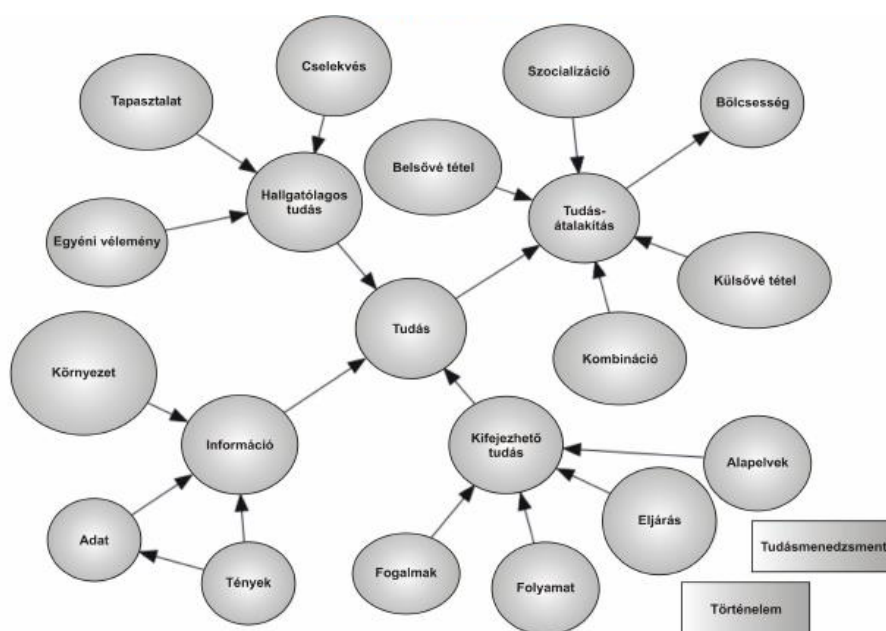 Cselekvés
Szocializáció
Tapasztalat
Bölcsesség
Belsővé tétel
Hallgatólagos
tudás
Tudás-
átalakítás
Egyéni vélemény
Külsővé tétel
Tudás
Kombináció
Környezet
Információ
Kifejezhető
tudás
Alapelvek
Eljárás
Adat
Tudásmenedzsment
Fogalmak
Tények
Folyamat
Történelem